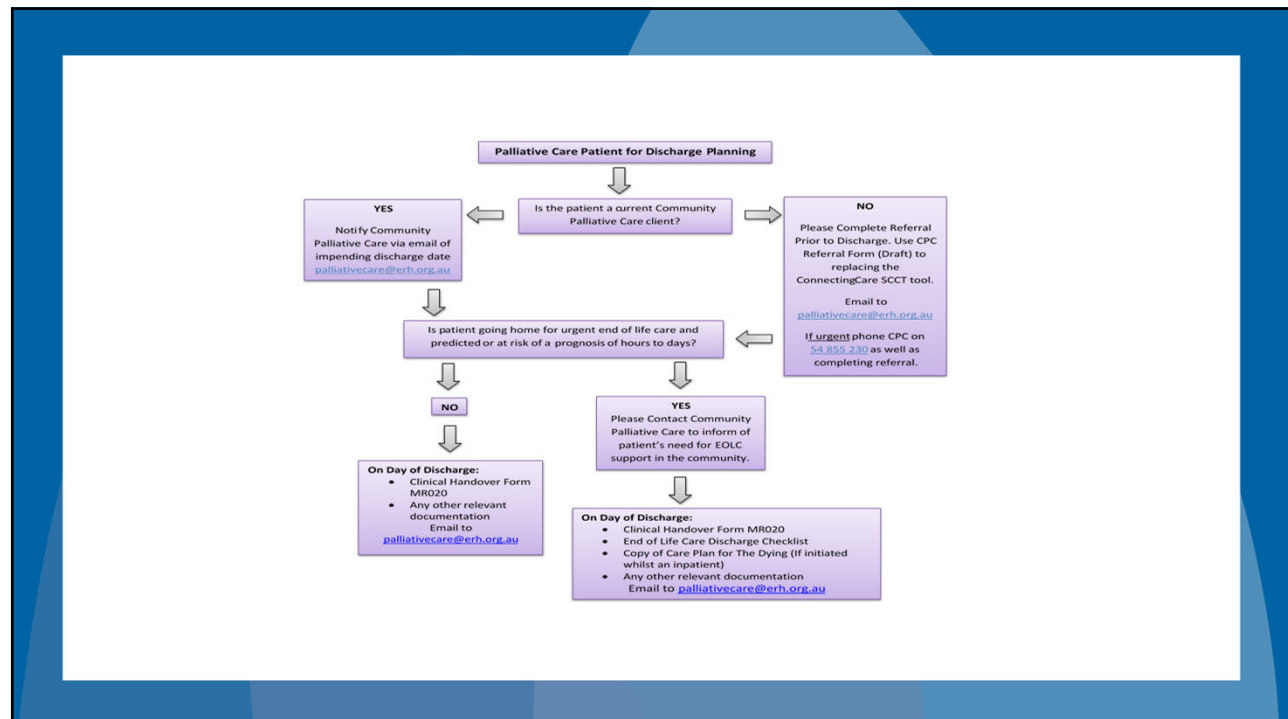 Palliative Care Patient for Discharge Planning
Is the patient a current Community
Palliative Care client?
YES
Notify Community
Palliative Care via email of
impending discharge date
palliativecare@erh.org.au
NO
Please Complete Referral
Prior to Discharge. Use CPC
Referral Form (Draft) to
replacing the
ConnectingCare SCCT tool.
Email to
palliativecare@erh.org.au
If urgent phone CPC on
54 855 230 as well as
completing referral.
Is patient going home for urgent end of life care and
predicted or at risk of a prognosis of hours to days?
NO
YES
Please Contact Community
Palliative Care to inform of
patient's need for EOLC
support in the community.
On Day of Discharge:
• Clinical Handover Form
MR020
• Any other relevant
documentation
Email to
palliativecare@erh.org.au
On Day of Discharge:
• Clinical Handover Form MR020
• End of Life Care Discharge Checklist
• Copy of Care Plan for The Dying (If initiated
whilst an inpatient)
• Any other relevant documentation
Email to palliativecare@erh.org.au